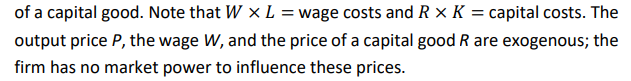 of a capital good. Note that W × L = wage costs and R × K = capital costs. The
output price P, the wage W, and the price of a capital good R are exogenous; the
firm has no market power to influence these prices.